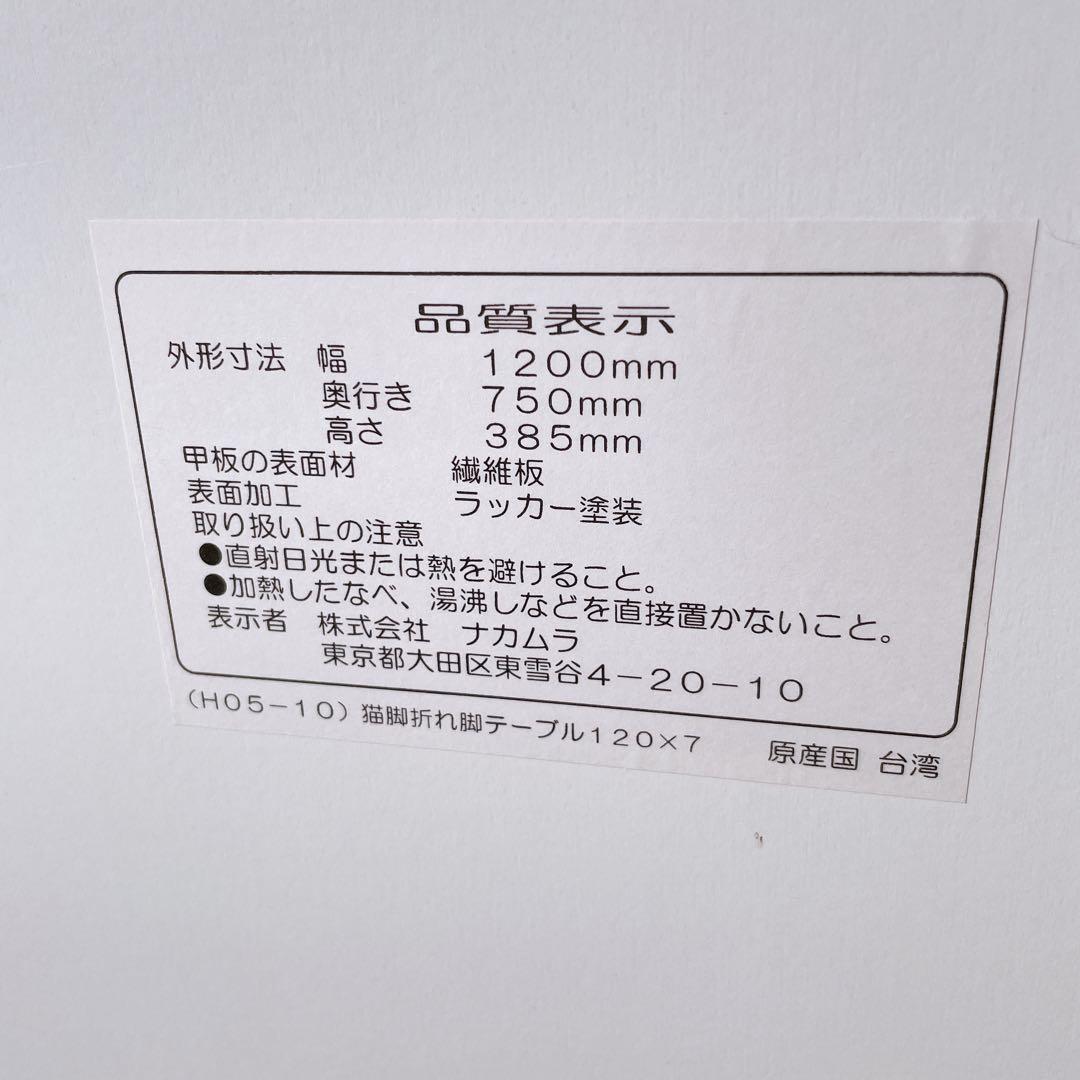 品質表示
外形寸法 幅 1200mm
奥行き 750mm
高さ 385mm
甲板の表面材 繊維板
表面加工 ラッカー塗装
取り扱い上の注意
●直射日光または熱を避けること。
●加熱したなべ、湯沸しなどを直接置かないこと。
表示者 株式会社 ナカムラ
東京都大田区東雪谷4-20-10
(H05-10)猫脚折れ脚テーブル120×7 原産国 台湾